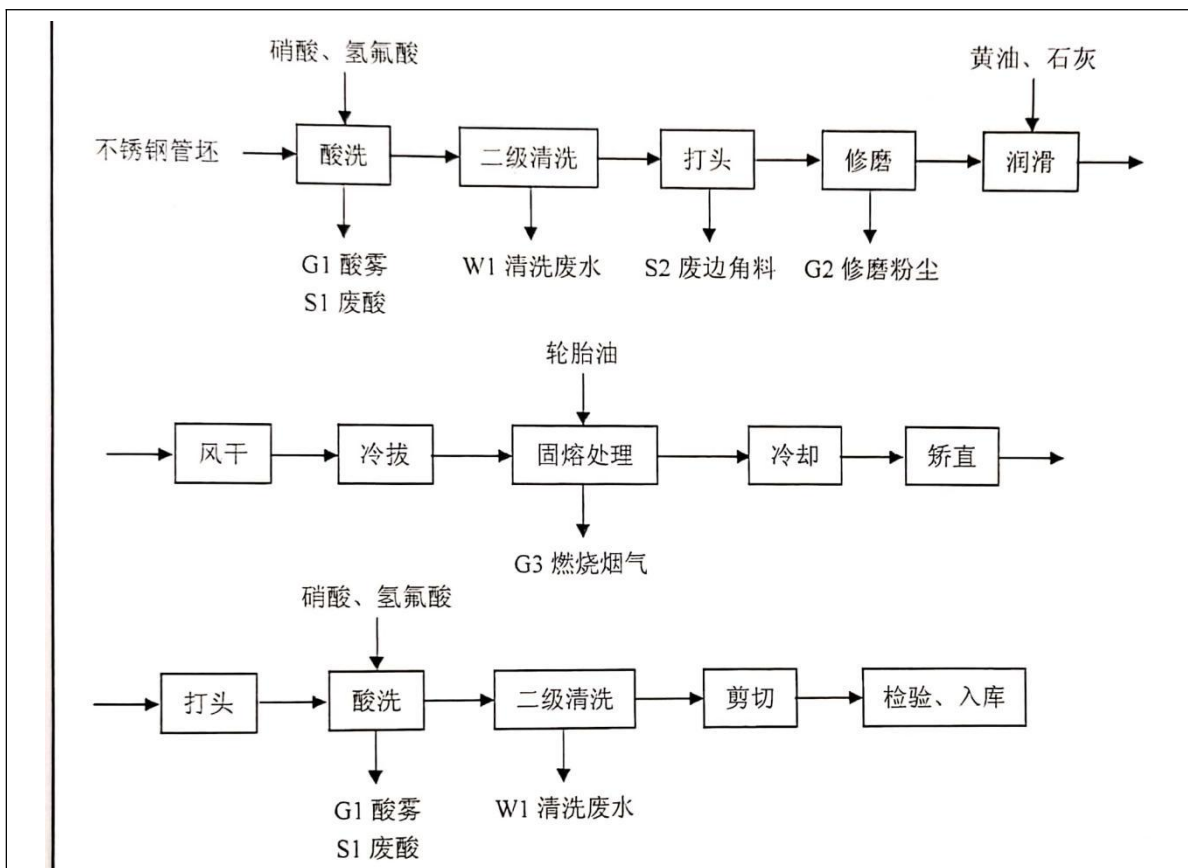 硝酸、氢氟酸
黄油、石灰
不锈钢管坯
酸洗
二级清洗
打头
修磨
润滑
G1 酸雾
S1 废酸
W1 清洗废水
S2 废边角料
G2 修磨粉尘
轮胎油
风干
冷拔
固熔处理
冷却
矫直
G3 燃烧烟气
硝酸、氢氟酸
打头
酸洗
二级清洗
剪切
检验、入库
G1 酸雾
S1 废酸
W1 清洗废水